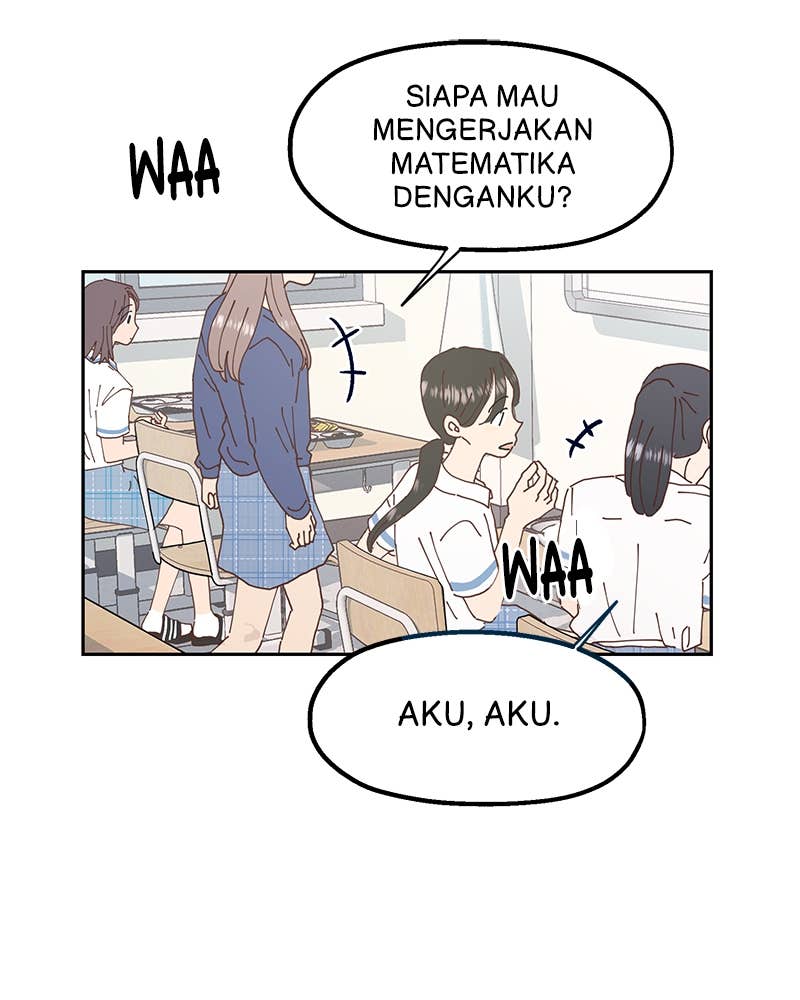 SIAPA MAU
MENGERJAKAN
MATEMATIKA
DENGANKU?
WAA
WAA
AKU, AKU.